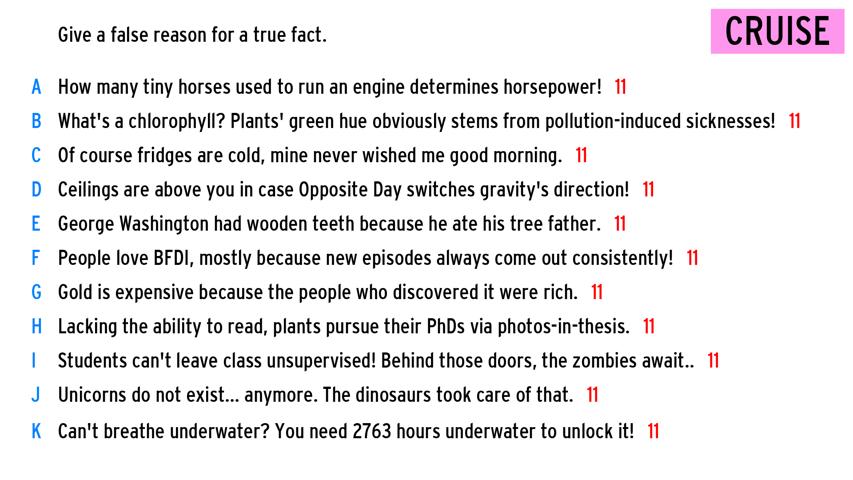 Give a false reason for a true fact.
CRUISE
A How many tiny horses used to run an engine determines horsepower! 11
B What's a chlorophyll? Plants' green hue obviously stems from pollution-induced sicknesses! 11
C Of course fridges are cold, mine never wished me good morning. 11
D Ceilings are above you in case Opposite Day switches gravity's direction! 11
E George Washington had wooden teeth because he ate his tree father. 11
F People love BFDI, mostly because new episodes always come out consistently! 11
G Gold is expensive because the people who discovered it were rich. 11
H Lacking the ability to read, plants pursue their PhDs via photos-in-thesis. 11
I Students can't leave class unsupervised! Behind those doors, the zombies await.. 11
J Unicorns do not exist... anymore. The dinosaurs took care of that. 11
K Can't breathe underwater? You need 2763 hours underwater to unlock it! 11